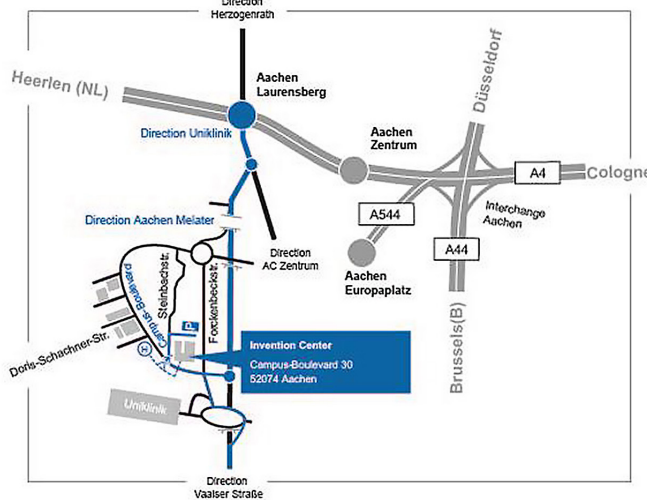 Direction
Herzogenrath
Heerlen (NL)
Aachen
Laurensberg
Düsseldorf
Direction Uniklinik
Aachen
Zentrum
A4
Cologne
A544
Interchange
Aachen
Direction Aachen Melater
A44
Direction
AC Zentrum
Aachen
Europaplatz
Campus-Boulevard
Steinbachstr.
Forckenbeckstr.
Brussels(B)
P
Doris-Schachner-Str.
H
Invention Center
Campus-Boulevard 30
52074 Aachen
Uniklinik
Direction
Vaalser Straße